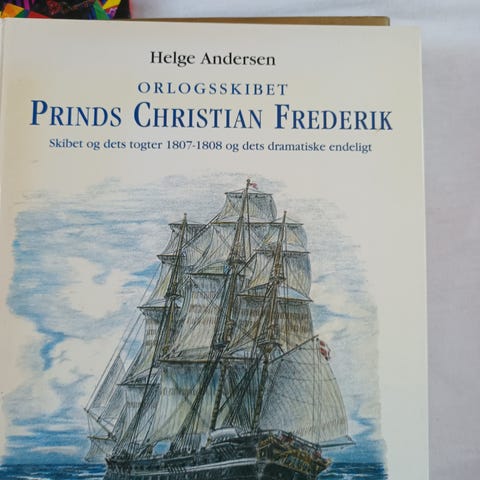 Helge Andersen
ORLOGSSKIBET
PRINDS CHRISTIAN FREDERIK
Skibet og dets togter 1807-1808 og dets dramatiske endeligt